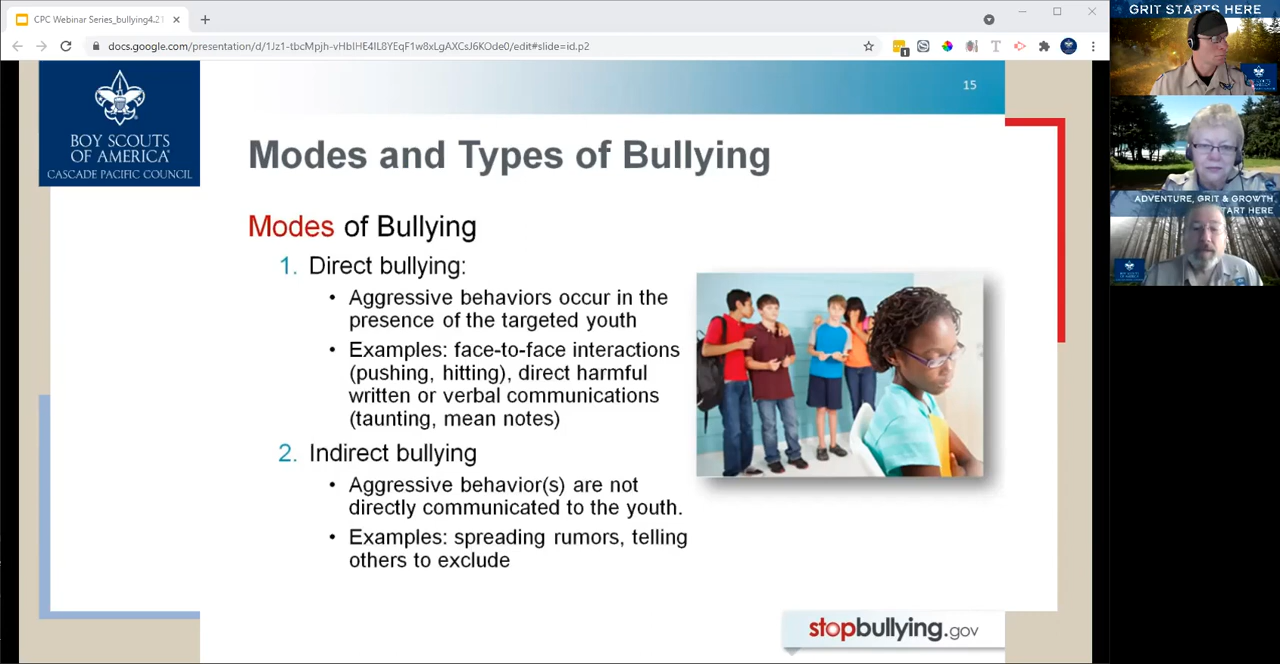 CPC Webinar Series_bullying4.21
docs.google.com/presentation/d/1Jz1-tbcMpjh-vHblHE4lL8YEqF1w8xLgAXCsJ6KOde0/edit#slide=id.p2
GRIT STARTS HERE
15
BOY SCOUTS
OF AMERICA
CASCADE PACIFIC COUNCIL
Modes and Types of Bullying
ADVENTURE, GRIT & GROWTH
START HERE
Modes of Bullying
1. Direct bullying:
• Aggressive behaviors occur in the
presence of the targeted youth
• Examples: face-to-face interactions
(pushing, hitting), direct harmful
written or verbal communications
(taunting, mean notes)
2. Indirect bullying
• Aggressive behavior(s) are not
directly communicated to the youth.
• Examples: spreading rumors, telling
others to exclude
stopbullying.gov